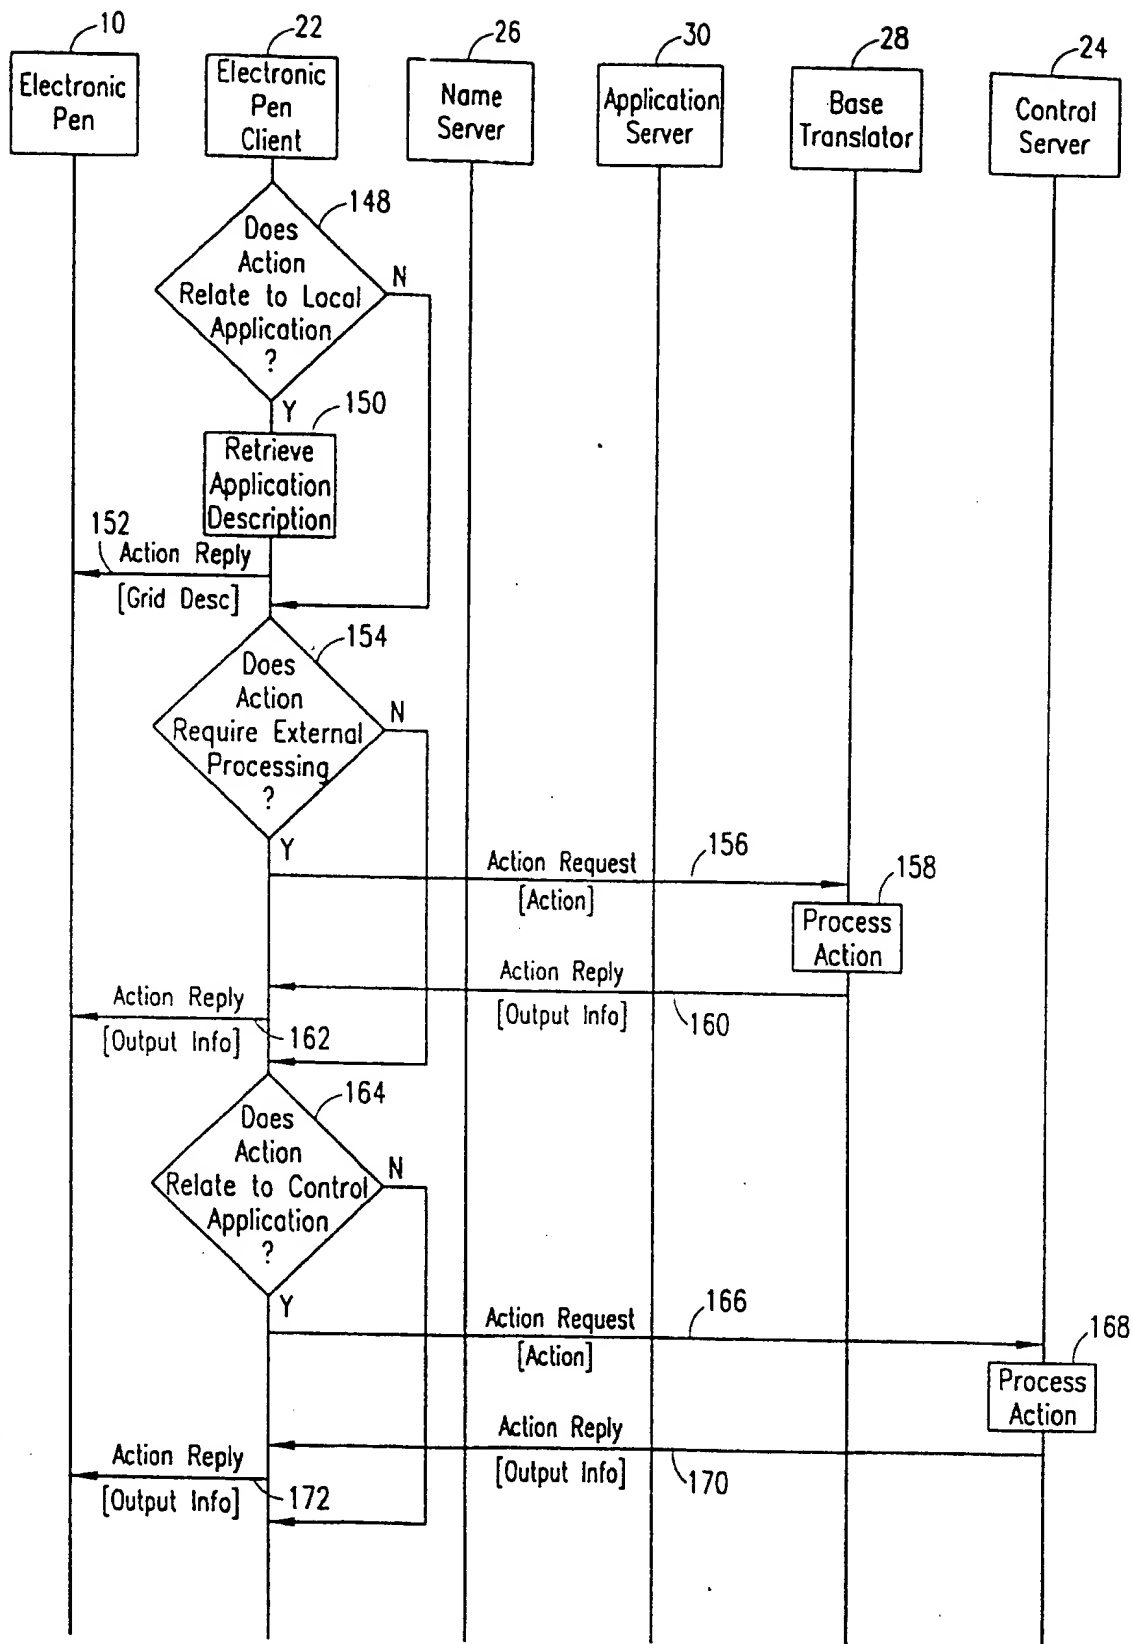 10
22
26
30
28
24
Electronic
Pen
Electronic
Pen
Client
Name
Server
Application
Server
Base
Translator
Control
Server
148
Does
Action
Relate to Local
Application
?
N
Y
150
Retrieve
Application
Description
152
Action Reply
[Grid Desc]
154
Does
Action
Require External
Processing
?
N
Y
Action Request
156
[Action]
158
Process
Action
Action Reply
[Output Info]
160
Action Reply
[Output Info]
162
164
Does
Action
Relate to Control
Application
?
N
Y
Action Request
166
[Action]
168
Process
Action
Action Reply
[Output Info]
170
Action Reply
[Output Info]
172